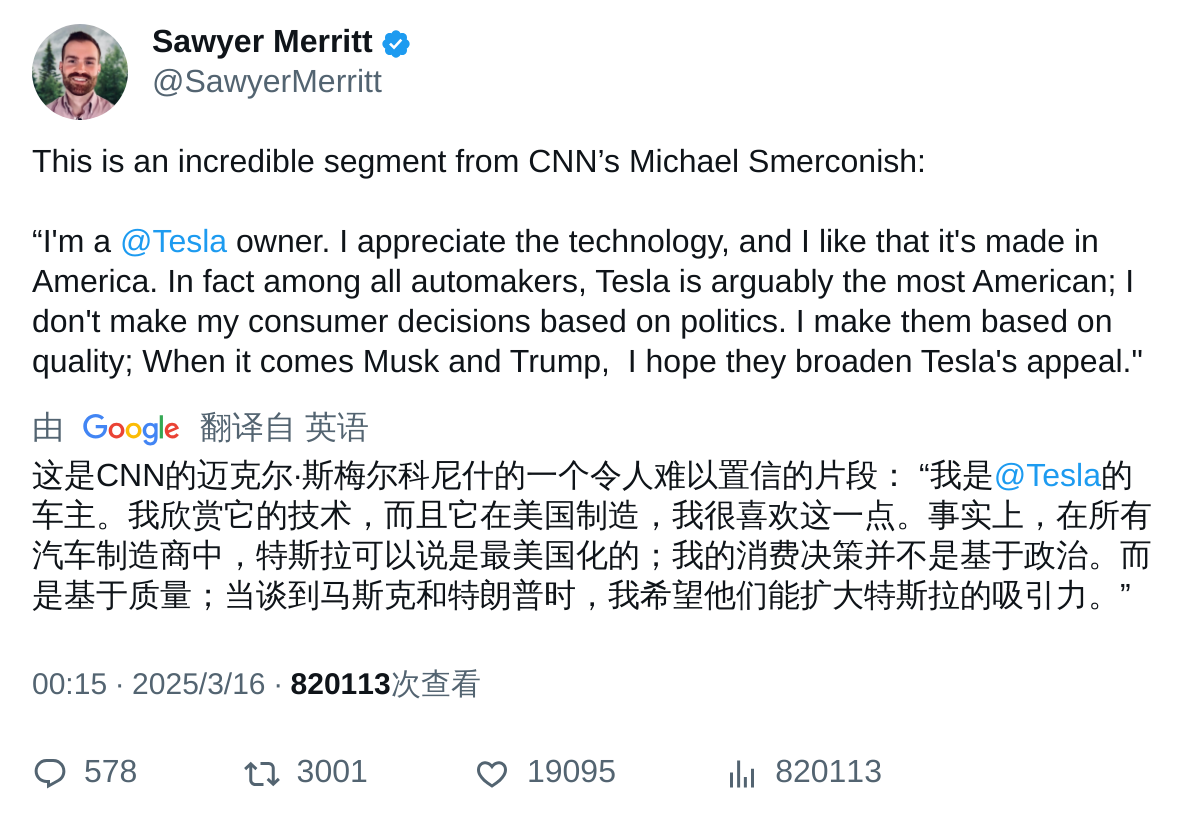 Sawyer Merritt
@SawyerMerritt
This is an incredible segment from CNN’s Michael Smerconish:
“I'm a @Tesla owner. I appreciate the technology, and I like that it's made in
America. In fact among all automakers, Tesla is arguably the most American; I
don't make my consumer decisions based on politics. I make them based on
quality; When it comes Musk and Trump,  I hope they broaden Tesla's appeal."
由 Google 翻译自 英语
这是CNN的迈克尔·斯梅尔科尼什的一个令人难以置信的片段： “我是@Tesla的
车主。我欣赏它的技术，而且它在美国制造，我很喜欢这一点。事实上，在所有
汽车制造商中，特斯拉可以说是最美国化的；我的消费决策并不是基于政治。而
是基于质量；当谈到马斯克和特朗普时，我希望他们能扩大特斯拉的吸引力。”
00:15 · 2025/3/16 · 820113次查看
578 3001 19095 820113